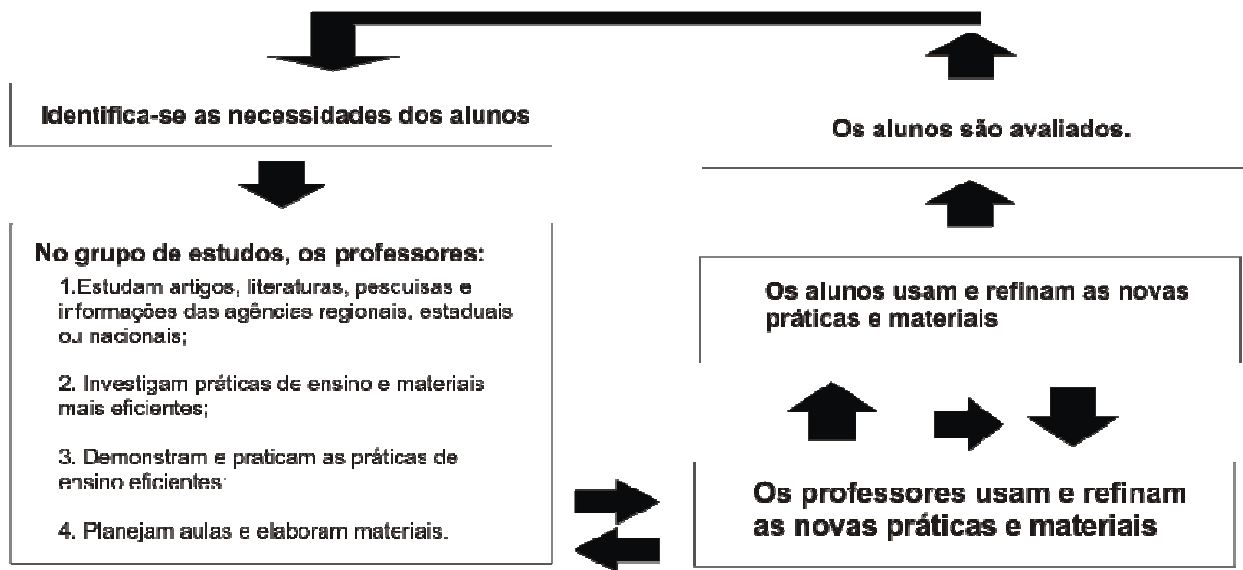 Identifica-se as necessidades dos alunos
No grupo de estudos, os professores:
1.Estudam artigos, literaturas, pescuisas e
informações das agências regionais, estaduais
ou nacionais;
2. Investigam práticas de ensino e materiais
mais eficientes;
3. Demonstram e praticam as práticas de
ensino eficientes;
4. Planejam aulas e elaboram materiais.
Os professores usam e refinam
as novas práticas e materiais
Os alunos usam e refinam as novas
práticas e materiais
Os alunos são avaliados.